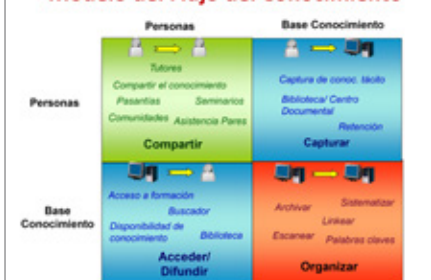 Modelo del Flujo del Conocimiento
Personas
Base Conocimiento
Personas
Tutores
Compartir el conocimiento
Pasantías Seminarios
Comunidades Asistencia Pares
Compartir
Captura de conoc. tácito
Biblioteca/ Centro
Documental
Retención
Capturar
Base
Conocimiento
Acceso a formación
Buscador
Disponibilidad de
conocimiento Biblioteca
Acceder/
Difundir
Archivar Sistematizar
Linkear
Escanear Palabras claves
Organizar